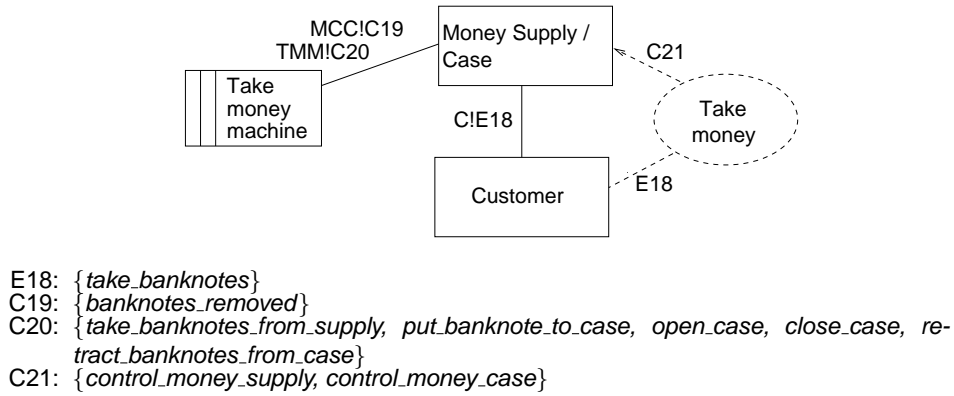 MCC!C19
TMM!C20
Money Supply /
Case
C21
Take
money
machine
Take
money
C!E18
E18
Customer
E18: {take_banknotes}
C19: {banknotes_removed}
C20: {take_banknotes_from_supply, put_banknote_to_case, open_case, close_case, re-
tract_banknotes_from_case}
C21: {control_money_supply, control_money_case}